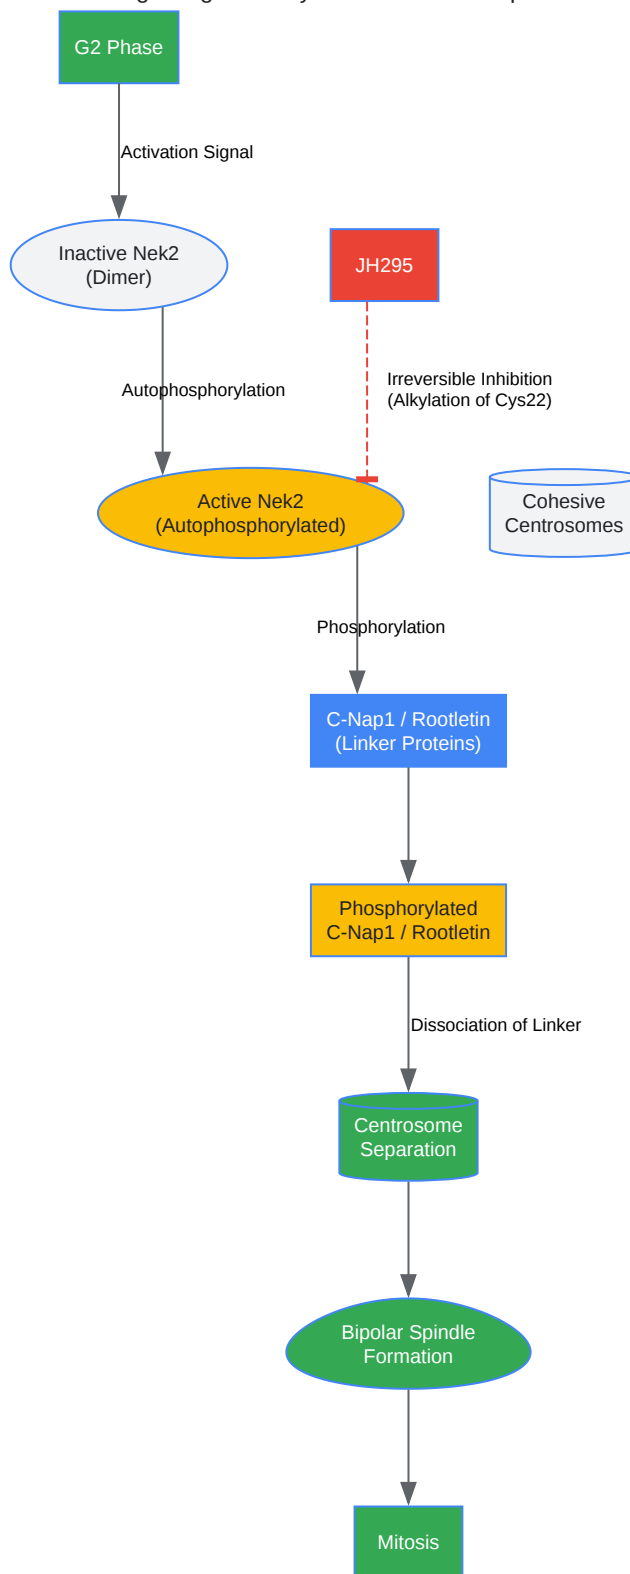 G2 Phase
Activation Signal
Inactive Nek2
(Dimer)
JH295
Irreversible Inhibition
(Alkylation of Cys22)
Autophosphorylation
Active Nek2
(Autophosphorylated)
Cohesive
Centrosomes
Phosphorylation
C-Nap1 / Rootletin
(Linker Proteins)
Phosphorylated
C-Nap1 / Rootletin
Dissociation of Linker
Centrosome
Separation
Bipolar Spindle
Formation
Mitosis